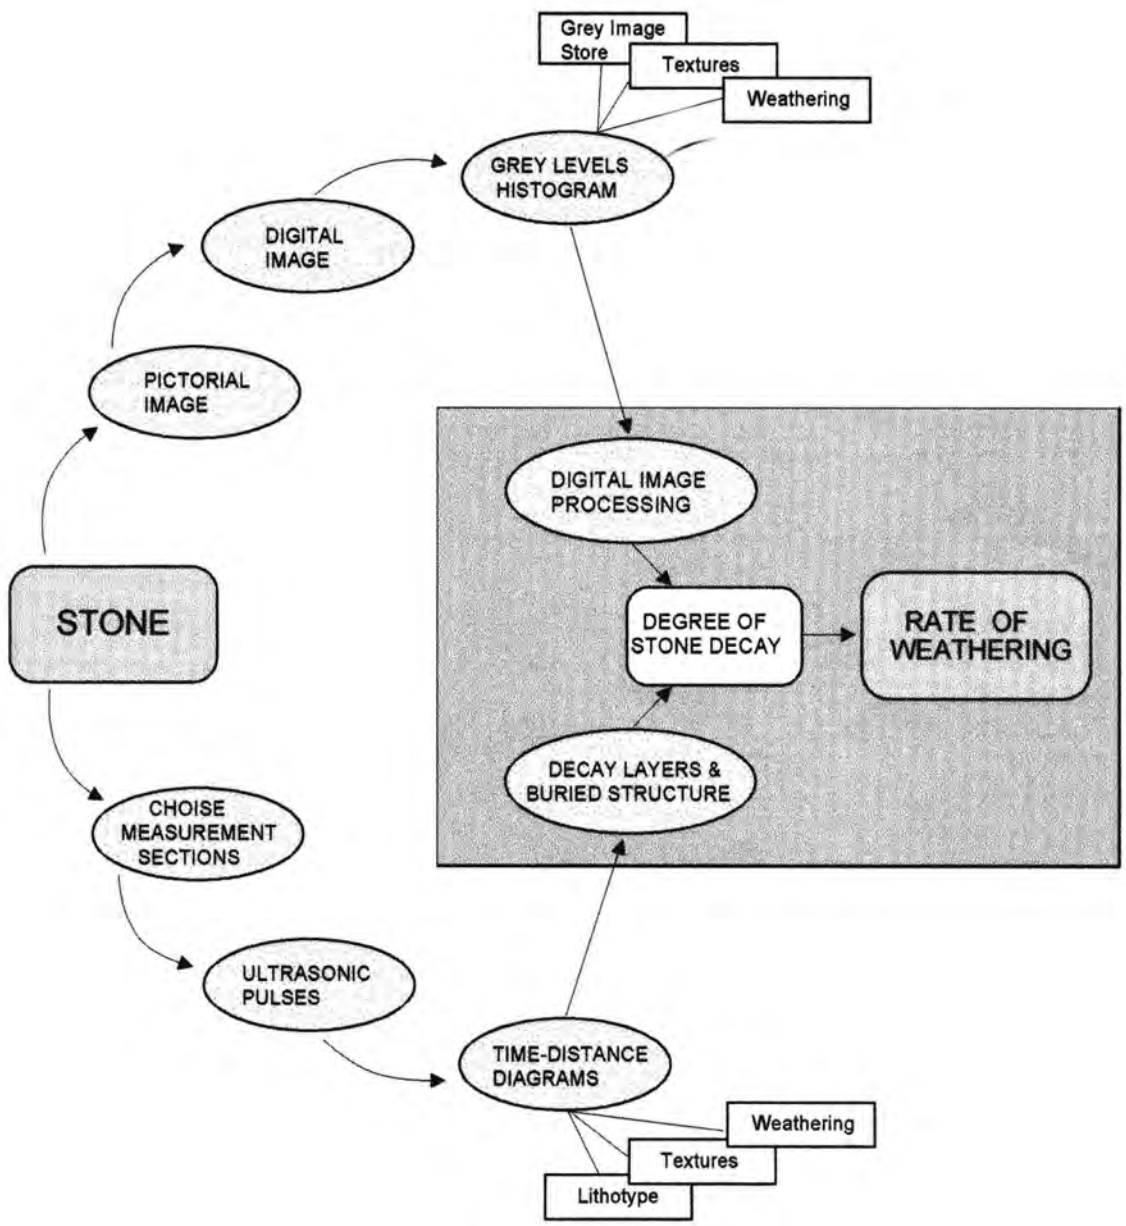 Grey Image
Store
Textures
Weathering
GREY LEVELS
HISTOGRAM
DIGITAL
IMAGE
PICTORIAL
IMAGE
DIGITAL IMAGE
PROCESSING
STONE
DEGREE OF
STONE DECAY
RATE OF
WEATHERING
DECAY LAYERS &
BURIED STRUCTURE
CHOISE
MEASUREMENT
SECTIONS
ULTRASONIC
PULSES
TIME-DISTANCE
DIAGRAMS
Weathering
Textures
Lithotype